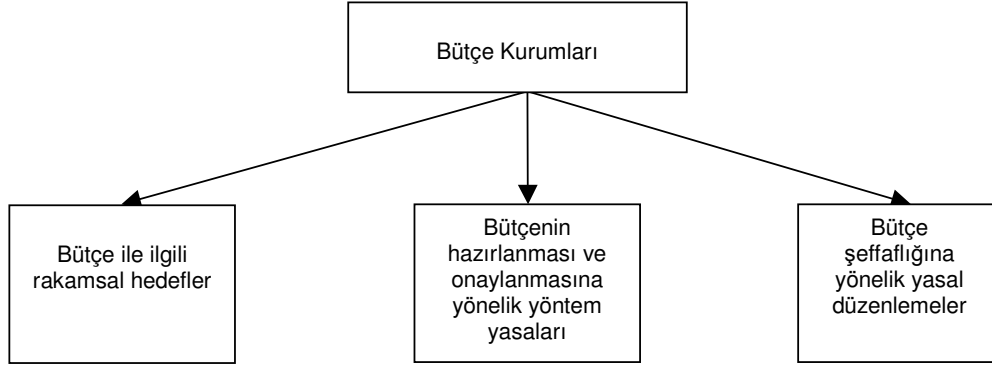 Bütçe Kurumları
Bütçe ile ilgili
rakamsal hedefler
Bütçenin
hazırlanması ve
onaylanmasına
yönelik yöntem
yasaları
Bütçe
şeffaflığına
yönelik yasal
düzenlemeler